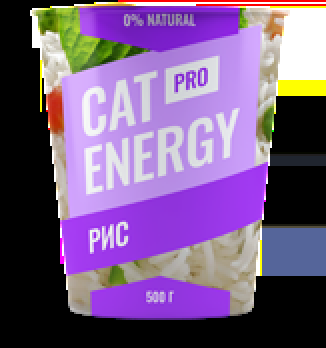 0% NATURAL
CAT PRO
ENERGY
РИС
500 Г